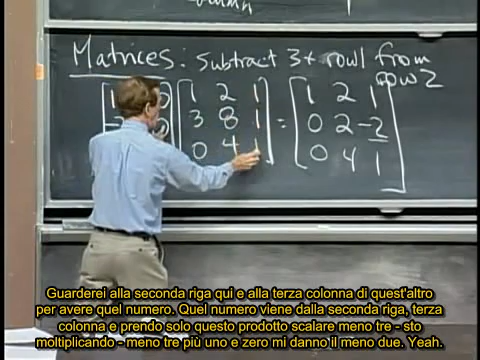 Matrices: subtract 3× row1 from
row2
1 2 1 1 2 1
3 8 1 = 0 2 -2
0 4 1 0 4 1
Guarderei alla seconda riga qui e alla terza colonna di quest'altro
per avere quel numero. Quel numero viene dalla seconda riga, terza
colonna e prendo solo questo prodotto scalare meno tre - sto
moltiplicando - meno tre più uno e zero mi danno il meno due. Yeah.